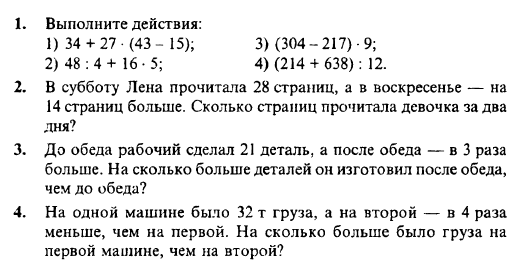 1. Выполните действия:
1) 34 + 27 · (43 – 15); 3) (304 – 217) · 9;
2) 48 : 4 + 16 · 5; 4) (214 + 638) : 12.
2. В субботу Лена прочитала 28 страниц, а в воскресенье — на
14 страниц больше. Сколько страниц прочитала девочка за два
дня?
3. До обеда рабочий сделал 21 деталь, а после обеда — в 3 раза
больше. На сколько больше деталей он изготовил после обеда,
чем до обеда?
4. На одной машине было 32 т груза, а на второй — в 4 раза
меньше, чем на первой. На сколько больше было груза на
первой машине, чем на второй?